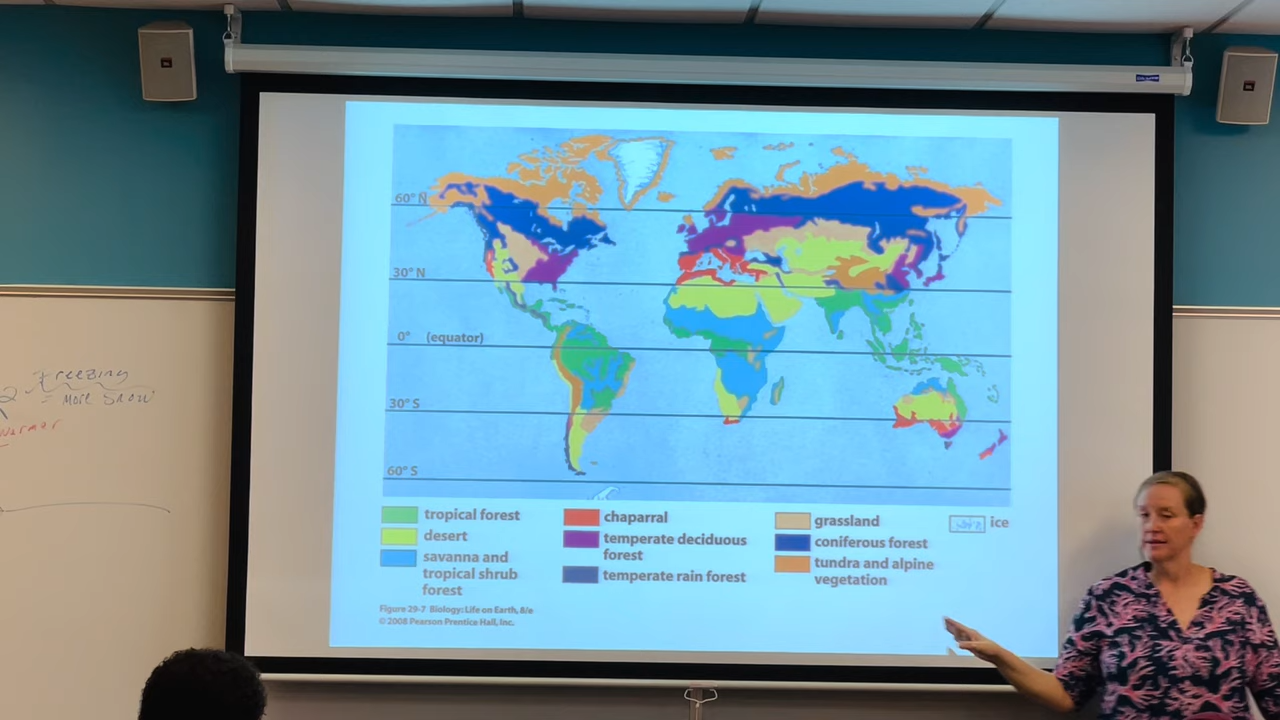 60° N
30° N
0° (equator)
30° S
60° S
tropical forest
desert
savanna and
tropical shrub
forest
chaparral
temperate deciduous
forest
temperate rain forest
grassland
coniferous forest
tundra and alpine
vegetation
ice
Figure 29-7 Biology: Life on Earth, 8/e
© 2008 Pearson Prentice Hall, Inc.
Freezing
= More Snow
Warmer